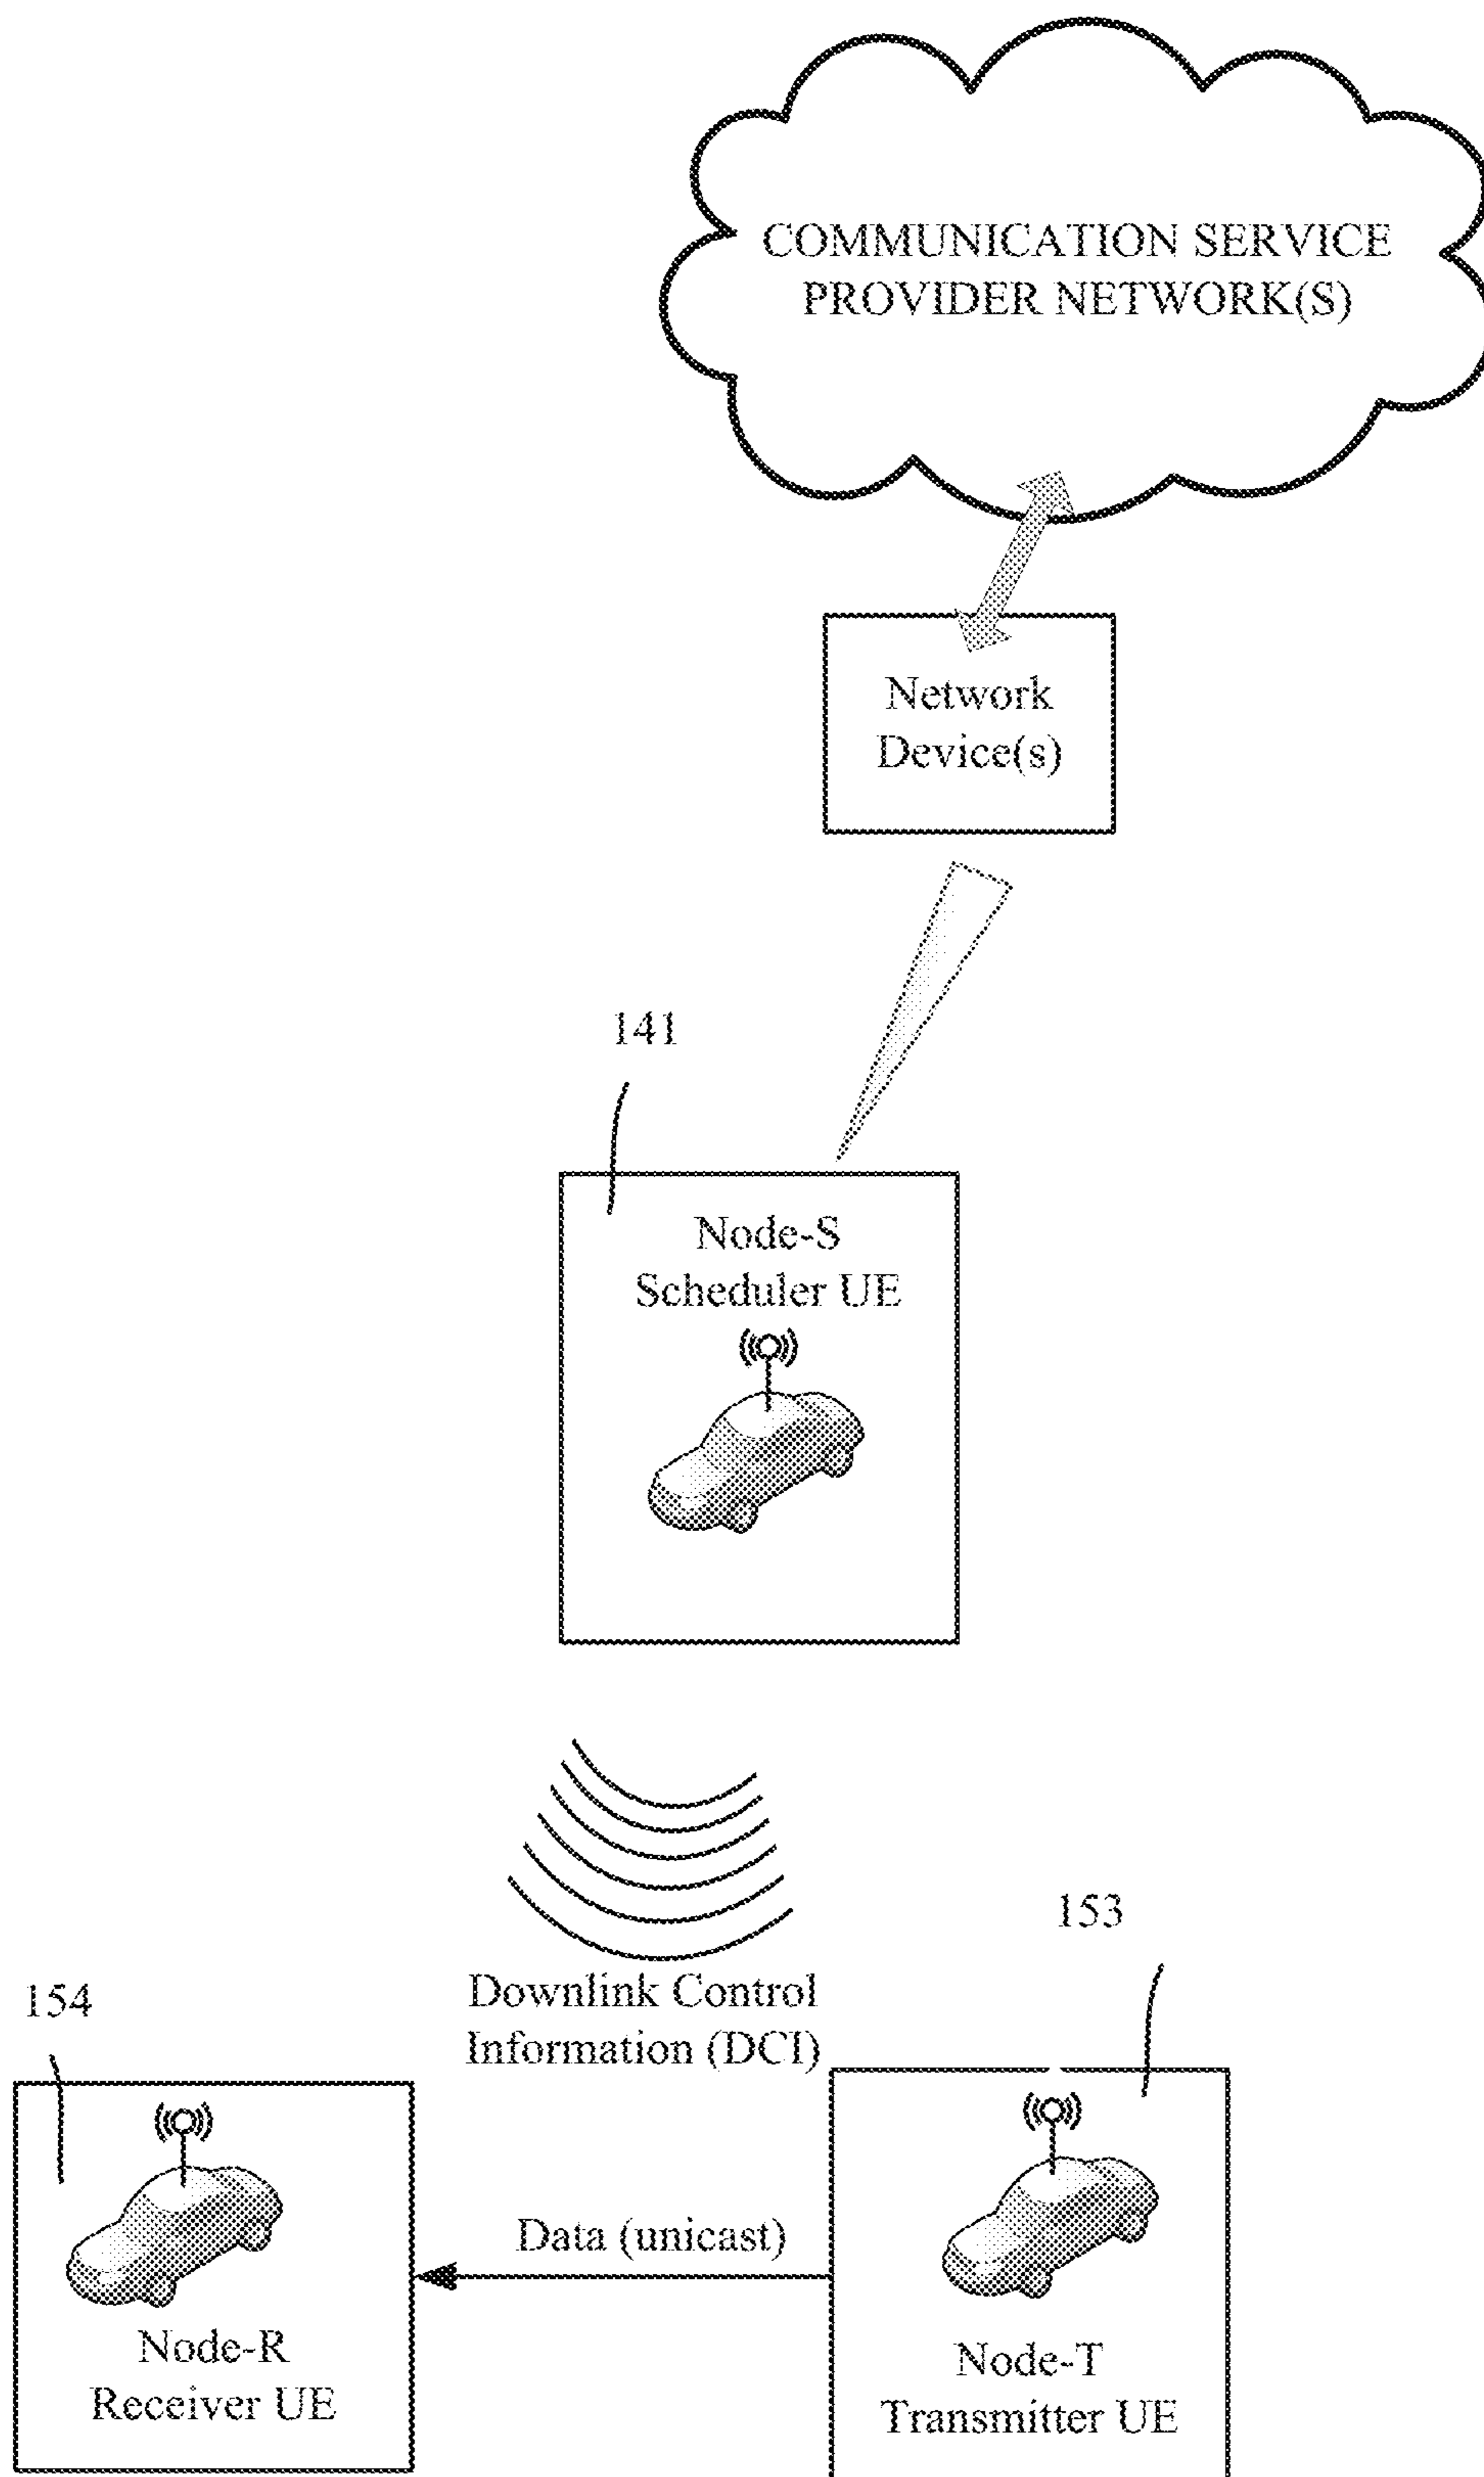 COMMUNICATION SERVICE
PROVIDER NETWORK(S)
Network
Device(s)
141
Node-S
Scheduler UE
153
Downlink Control
Information (DCI)
154
Data (unicast)
Node-R
Receiver UE
Node-T
Transmitter UE